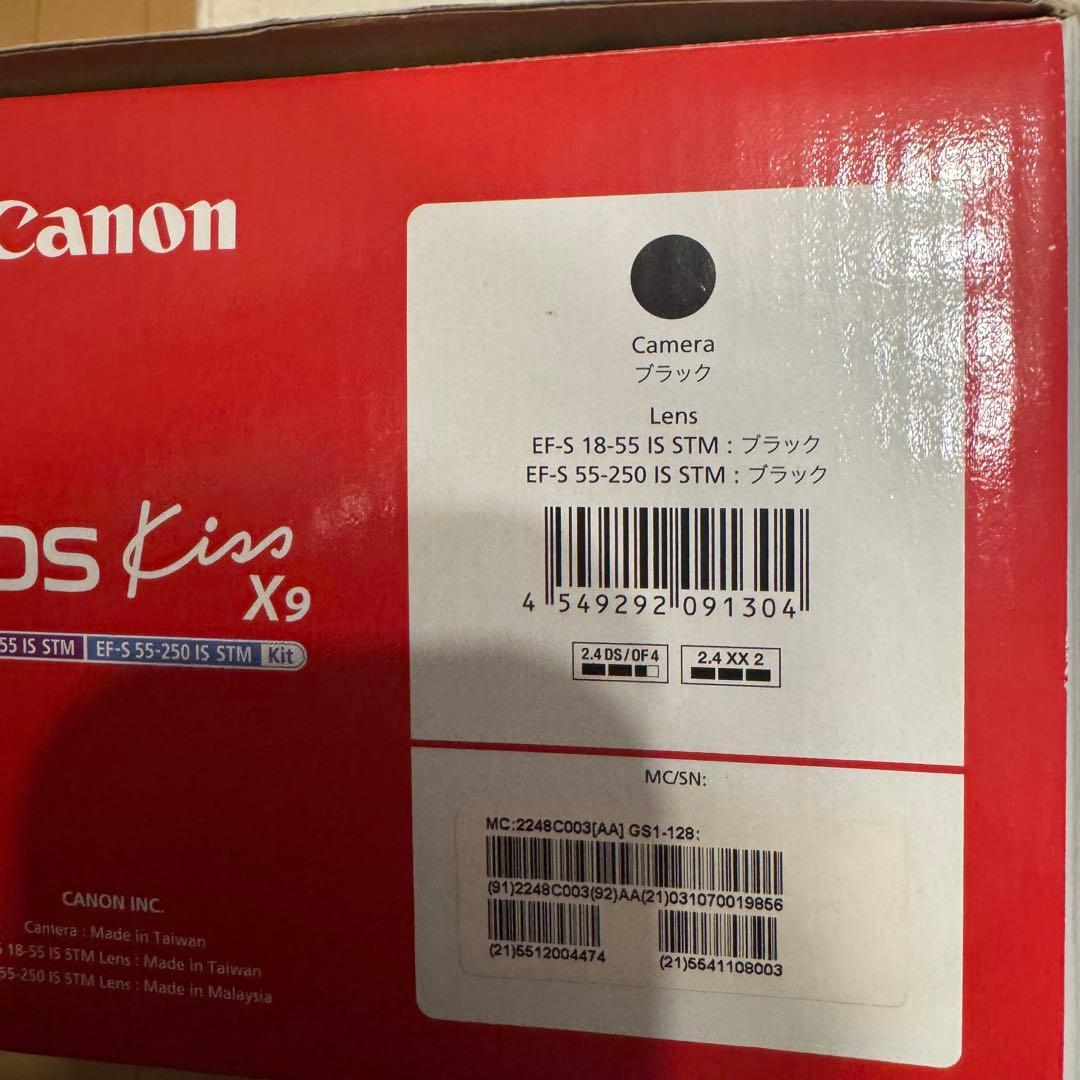 Canon
Camera
ブラック
Lens
EF-S 18-55 IS STM : ブラック
EF-S 55-250 IS STM : ブラック
4 549292 091304
2.4 DS/OF 4
2.4 XX 2
OS Kiss
X9
55 IS STM EF-S 55-250 IS STM Kit
MC/SN:
MC:2248C003[AA] GS1-128:
(91)2248C003(92)AA(21)031070019856
(21)5512004474
(21)5541108003
CANON INC.
Camera : Made in Taiwan
S 18-55 IS STM Lens : Made in Taiwan
55-250 IS STM Lens : Made in Malaysia